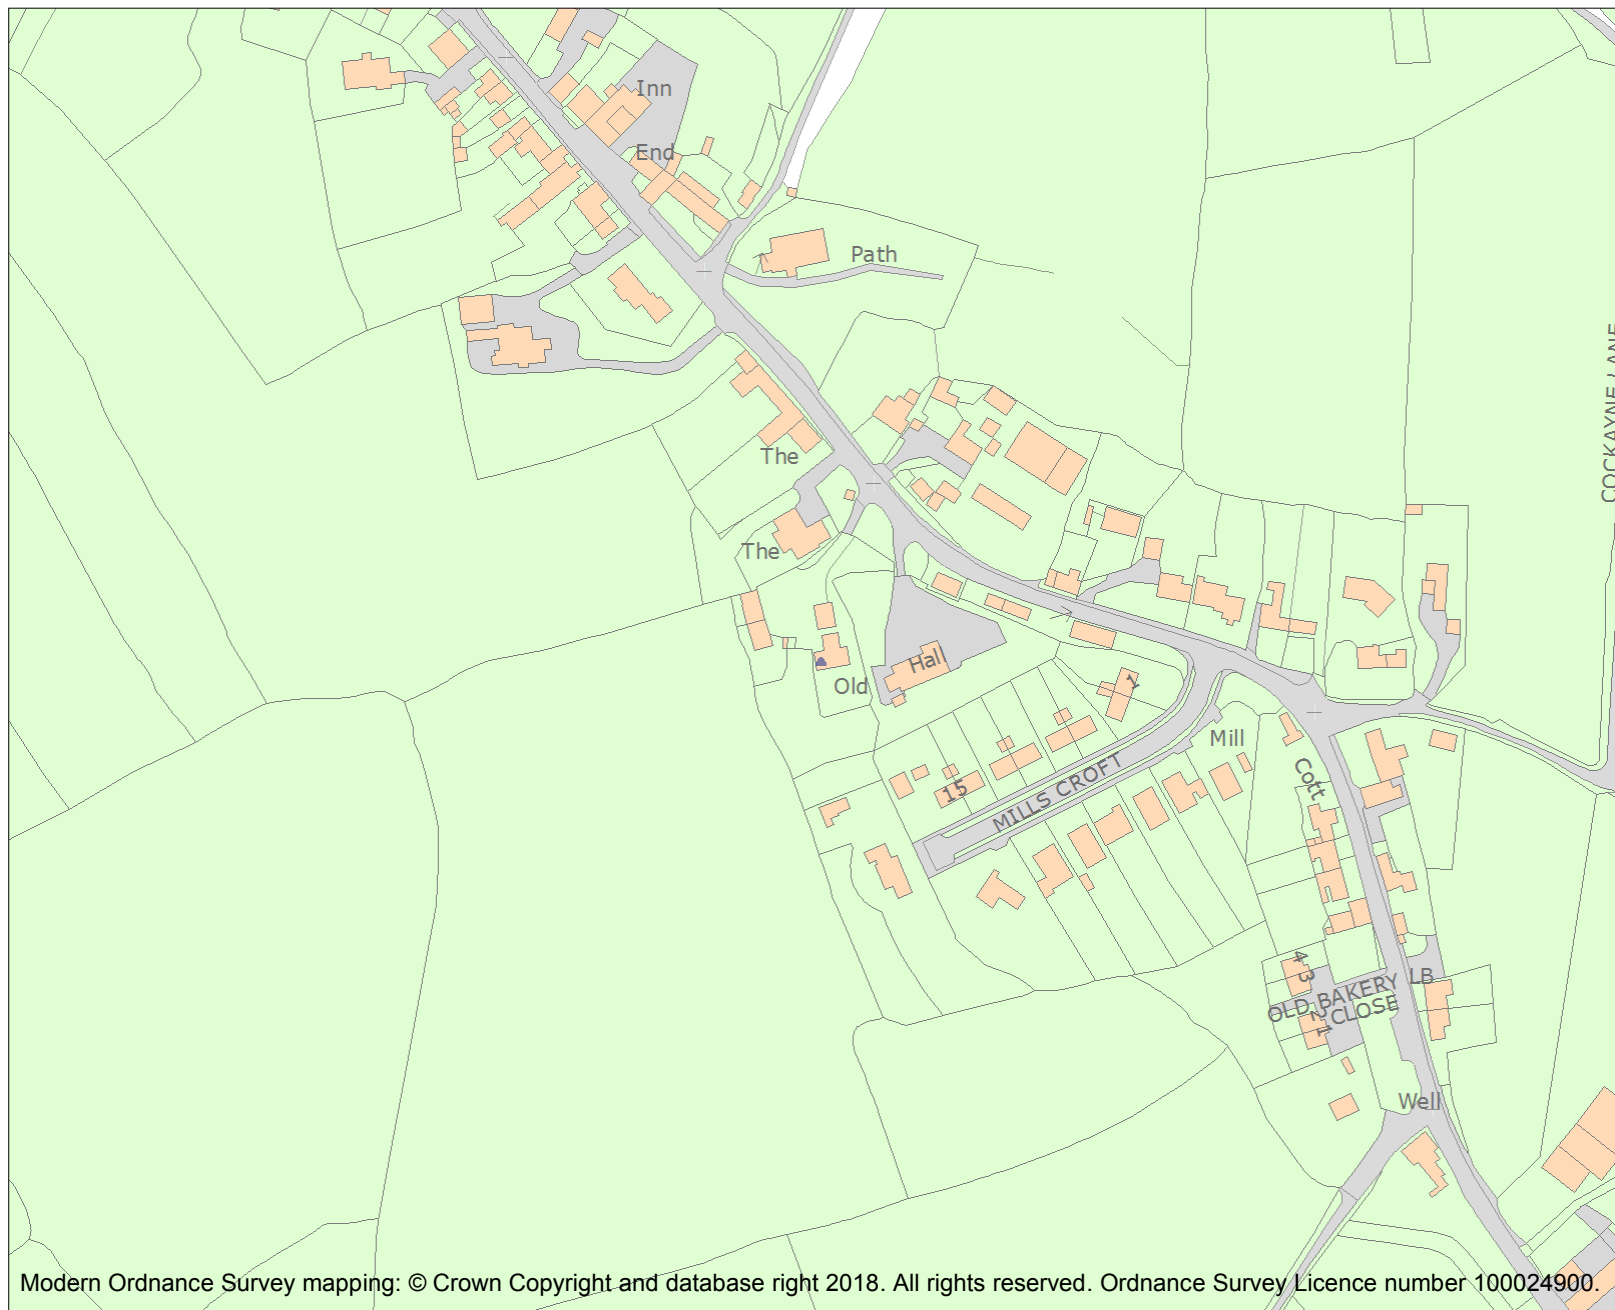 Inn
End
Path
COCKAYNE LANE
The
The
Hall
Old
1
Mill
15
MILLS CROFT
Cott
4
3
LB
OLD BAKERY
CLOSE
2
1
Well
Modern Ordnance Survey mapping: © Crown Copyright and database right 2018. All rights reserved. Ordnance Survey Licence number 100024900.